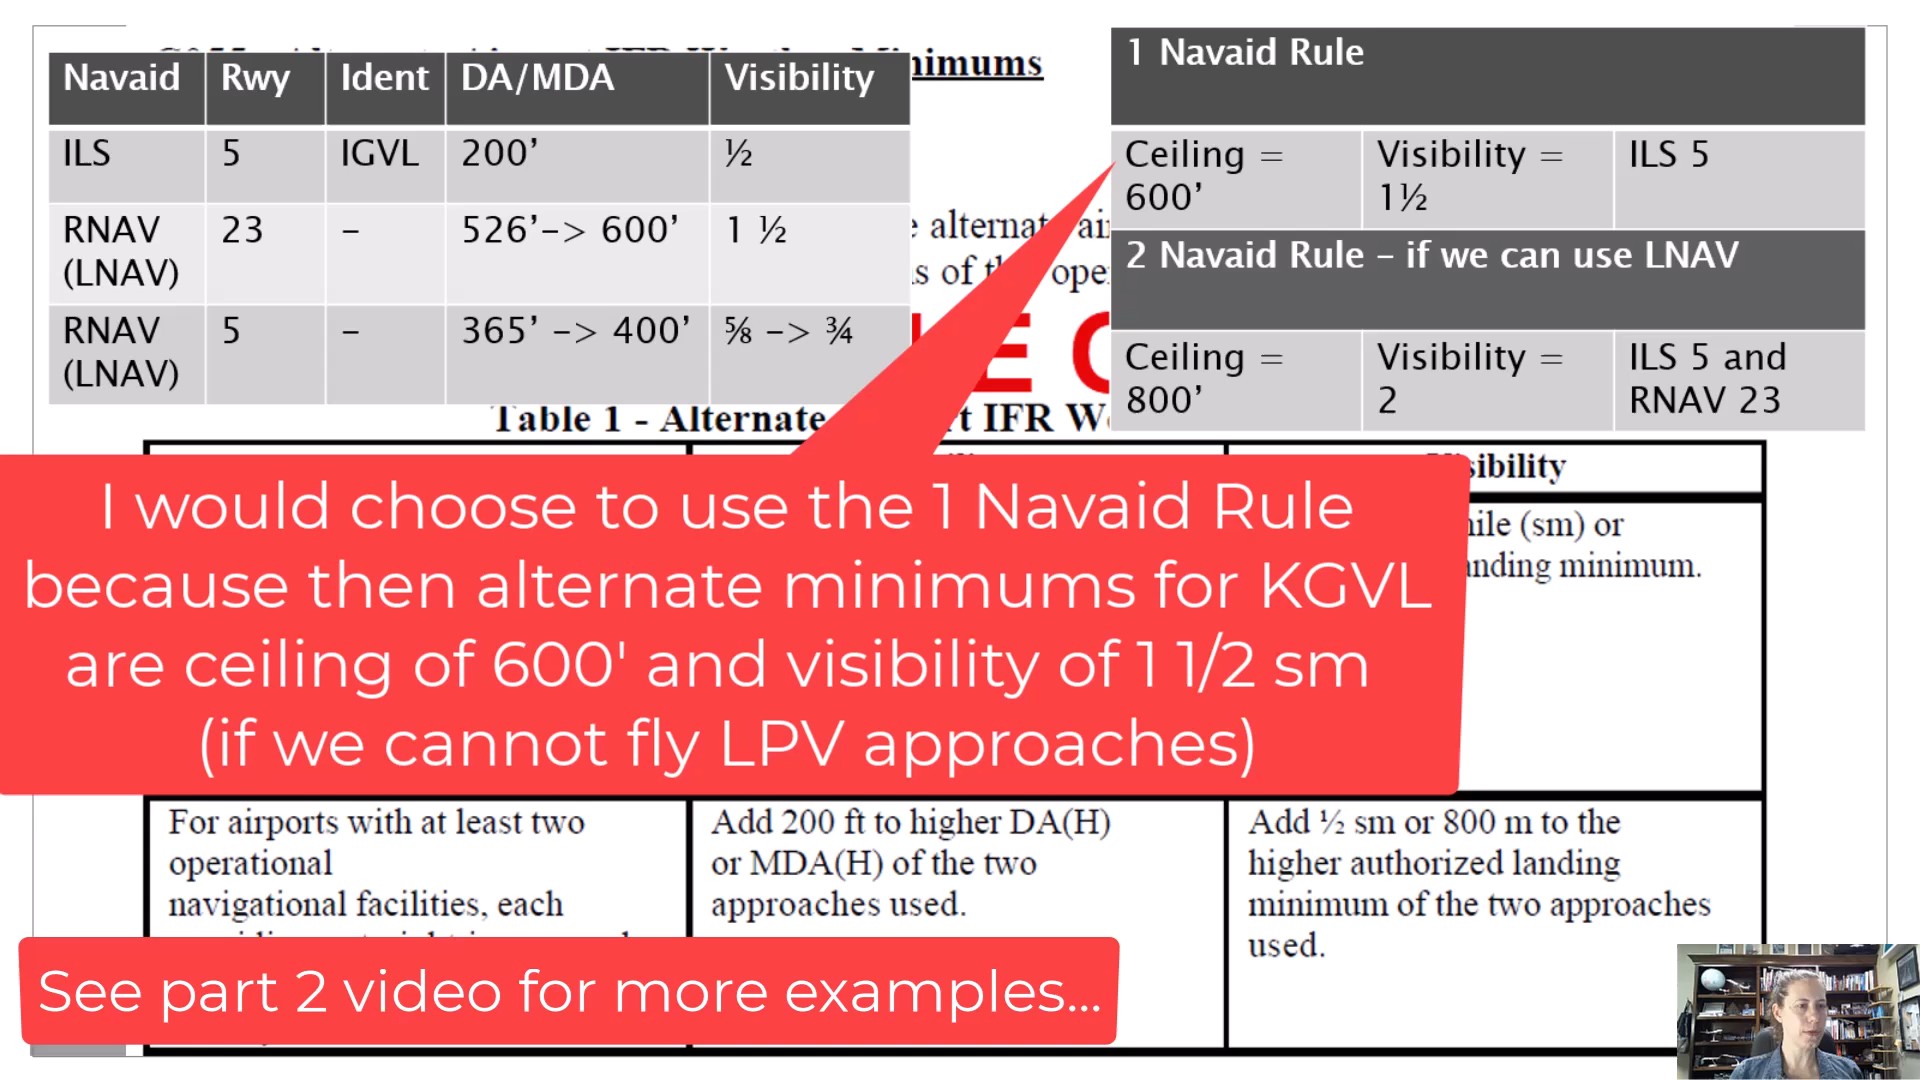 Navaid Rwy Ident DA/MDA Visibility
ILS 5 IGVL 200’ ½
RNAV (LNAV) 23 – 526’–> 600’ 1 ½
RNAV (LNAV) 5 – 365’ –> 400’ ⅝ –> ¾
1 Navaid Rule
Ceiling = 600’ Visibility = 1½ ILS 5
2 Navaid Rule – if we can use LNAV
Ceiling = 800’ Visibility = 2 ILS 5 and RNAV 23
Table 1 - Alternate IFR
I would choose to use the 1 Navaid Rule
because then alternate minimums for KGVL
are ceiling of 600' and visibility of 1 1/2 sm
(if we cannot fly LPV approaches)
(sm) or
minimum.
For airports with at least two
operational
navigational facilities, each
Add 200 ft to higher DA(H)
or MDA(H) of the two
approaches used.
Add ½ sm or 800 m to the
higher authorized landing
minimum of the two approaches
used.
See part 2 video for more examples...